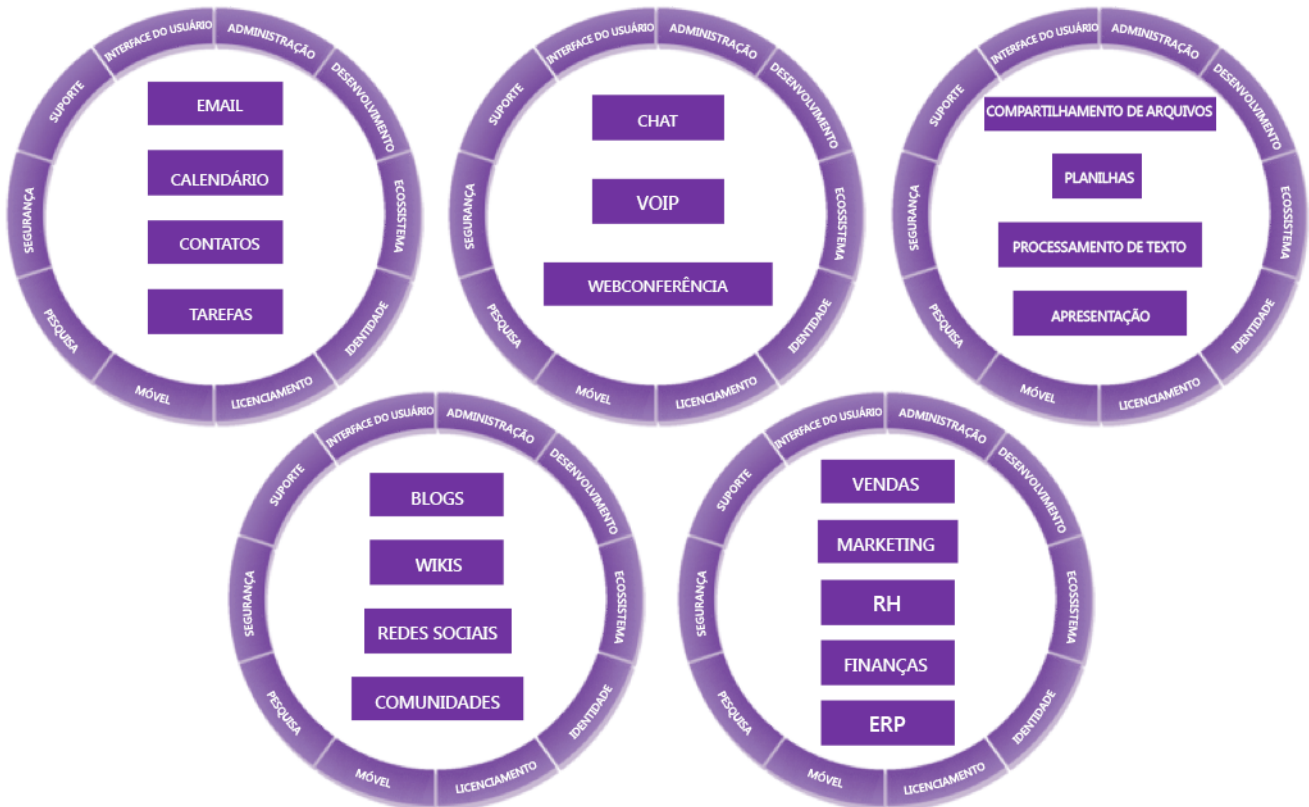 INTERFACE DO USUÁRIO
ADMINISTRAÇÃO
DESENVOLVIMENTO
ECOSSISTEMA
IDENTIDADE
LICENCIAMENTO
MÓVEL
PESQUISA
SEGURANÇA
SUPORTE
EMAIL
CALENDÁRIO
CONTATOS
TAREFAS
INTERFACE DO USUÁRIO
ADMINISTRAÇÃO
DESENVOLVIMENTO
ECOSSISTEMA
IDENTIDADE
LICENCIAMENTO
MÓVEL
PESQUISA
SEGURANÇA
SUPORTE
CHAT
VOIP
WEBCONFERÊNCIA
INTERFACE DO USUÁRIO
ADMINISTRAÇÃO
DESENVOLVIMENTO
ECOSSISTEMA
IDENTIDADE
LICENCIAMENTO
MÓVEL
PESQUISA
SEGURANÇA
SUPORTE
COMPARTILHAMENTO DE ARQUIVOS
PLANILHAS
PROCESSAMENTO DE TEXTO
APRESENTAÇÃO
INTERFACE DO USUÁRIO
ADMINISTRAÇÃO
DESENVOLVIMENTO
ECOSSISTEMA
IDENTIDADE
LICENCIAMENTO
MÓVEL
PESQUISA
SEGURANÇA
SUPORTE
BLOGS
WIKIS
REDES SOCIAIS
COMUNIDADES
INTERFACE DO USUÁRIO
ADMINISTRAÇÃO
DESENVOLVIMENTO
ECOSSISTEMA
IDENTIDADE
LICENCIAMENTO
MÓVEL
PESQUISA
SEGURANÇA
SUPORTE
VENDAS
MARKETING
RH
FINANÇAS
ERP